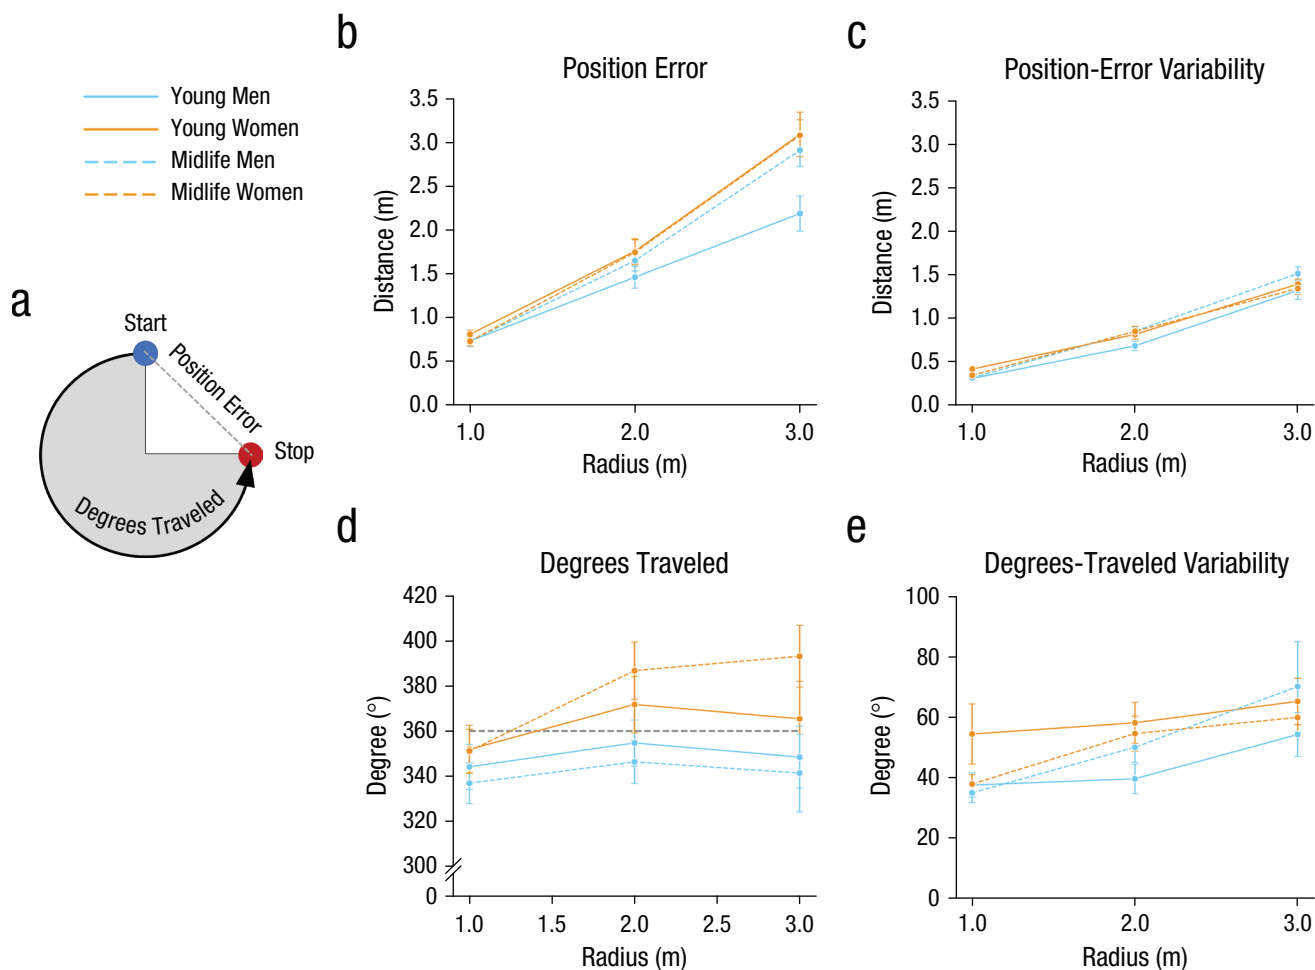 Young Men
Young Women
Midlife Men
Midlife Women
a
Start
Position Error
Stop
Degrees Traveled
b
Position Error
Distance (m)
3.5
3.0
2.5
2.0
1.5
1.0
0.5
0.0
1.0 2.0 3.0
Radius (m)
c
Position-Error Variability
Distance (m)
3.5
3.0
2.5
2.0
1.5
1.0
0.5
0.0
1.0 2.0 3.0
Radius (m)
d
Degrees Traveled
Degree (°)
420
400
380
360
340
320
300
0
1.0 1.5 2.0 2.5 3.0
Radius (m)
e
Degrees-Traveled Variability
Degree (°)
100
80
60
40
20
0
1.0 2.0 3.0
Radius (m)